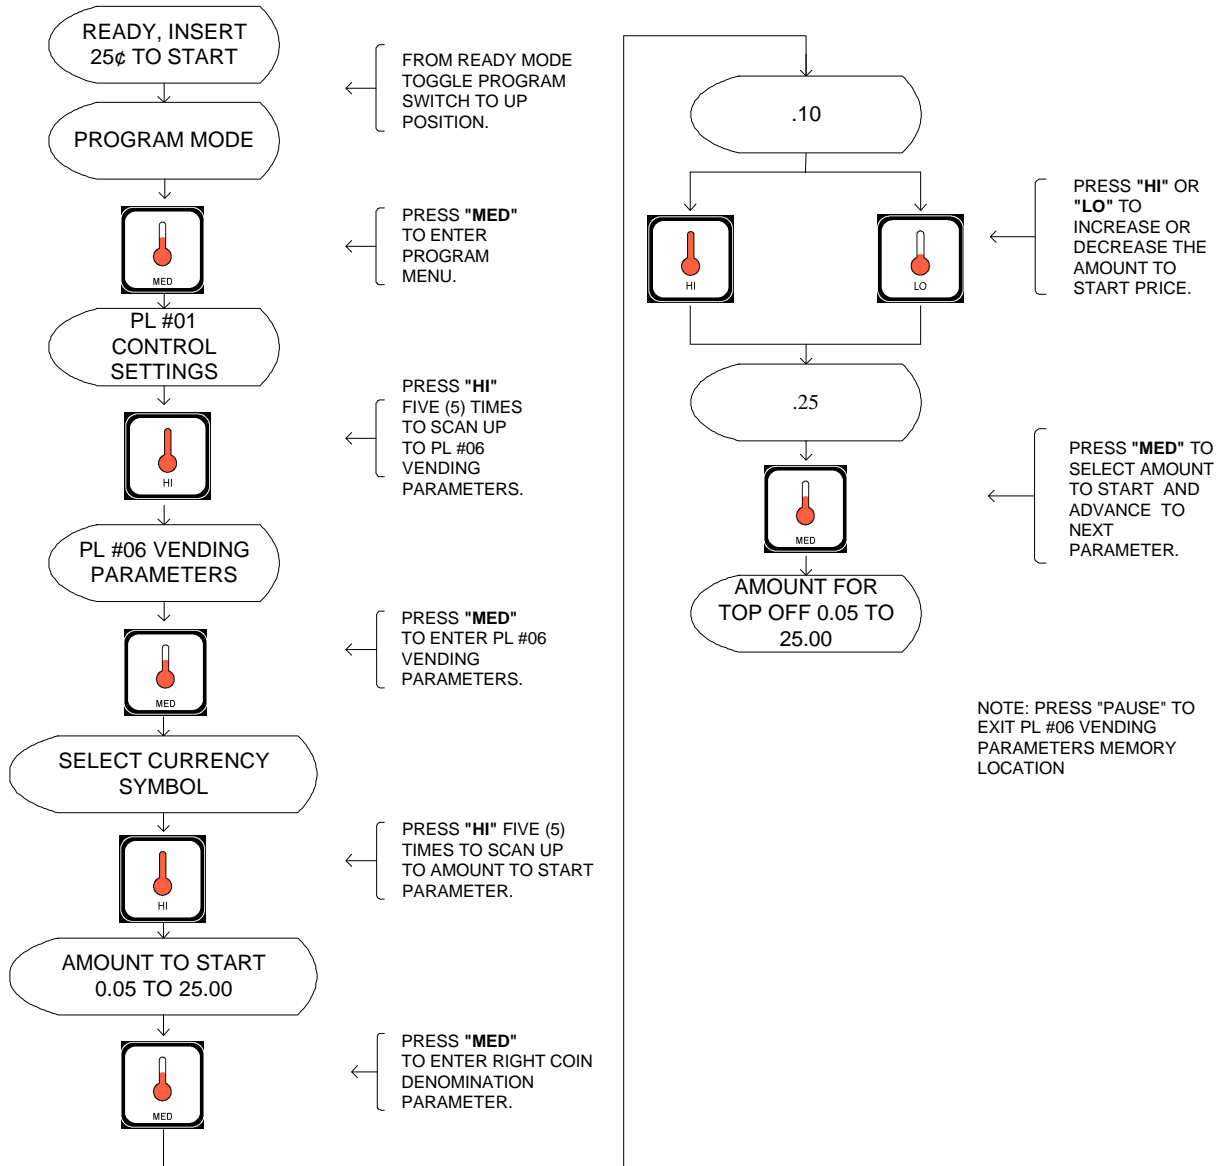 READY, INSERT
25¢ TO START
FROM READY MODE
TOGGLE PROGRAM
SWITCH TO UP
POSITION.
PROGRAM MODE
PRESS "MED"
TO ENTER
PROGRAM
MENU.
MED
PL #01
CONTROL
SETTINGS
PRESS "HI"
FIVE (5) TIMES
TO SCAN UP
TO PL #06
VENDING
PARAMETERS.
HI
PL #06 VENDING
PARAMETERS
PRESS "MED"
TO ENTER PL #06
VENDING
PARAMETERS.
MED
SELECT CURRENCY
SYMBOL
PRESS "HI" FIVE (5)
TIMES TO SCAN UP
TO AMOUNT TO START
PARAMETER.
HI
AMOUNT TO START
0.05 TO 25.00
PRESS "MED"
TO ENTER RIGHT COIN
DENOMINATION
PARAMETER.
MED
.10
PRESS "HI" OR
"LO" TO
INCREASE OR
DECREASE THE
AMOUNT TO
START PRICE.
HI
LO
.25
PRESS "MED" TO
SELECT AMOUNT
TO START AND
ADVANCE TO
NEXT
PARAMETER.
MED
AMOUNT FOR
TOP OFF 0.05 TO
25.00
NOTE: PRESS "PAUSE" TO
EXIT PL #06 VENDING
PARAMETERS MEMORY
LOCATION